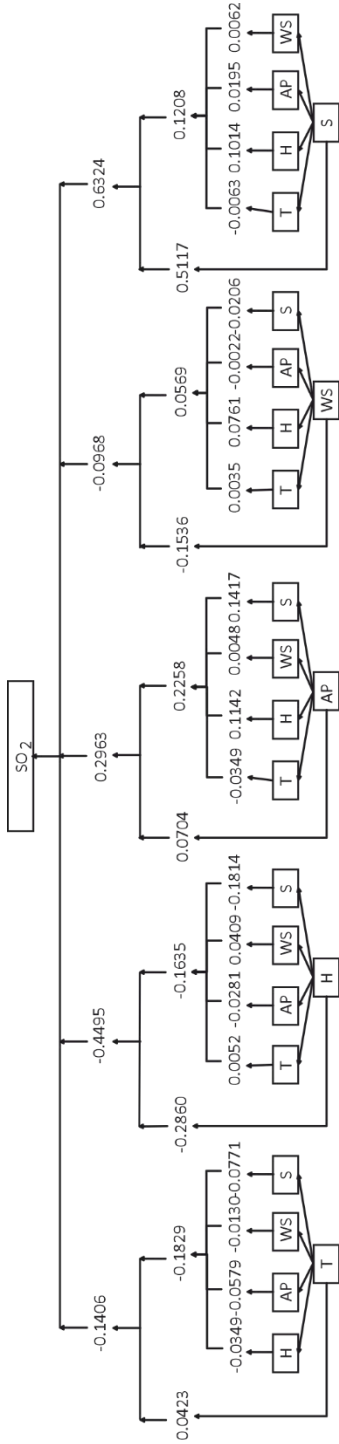 SO 2
-0.1406 -0.4495 0.2963 -0.0968 0.6324
0.0423 -0.1829 -0.2860 -0.1635 0.0704 0.2258 -0.1536 0.0569 0.5117 0.1208
-0.0349 -0.0579 -0.0130 -0.0771 0.0052 -0.0281 0.0409 -0.1814 -0.0349 0.1142 0.0048 0.1417 0.0035 0.0761 -0.0022 -0.0206 -0.0063 0.1014 0.0195 0.0062
H AP WS S T AP WS S T H WS S T H AP S T H AP WS
T H AP WS S